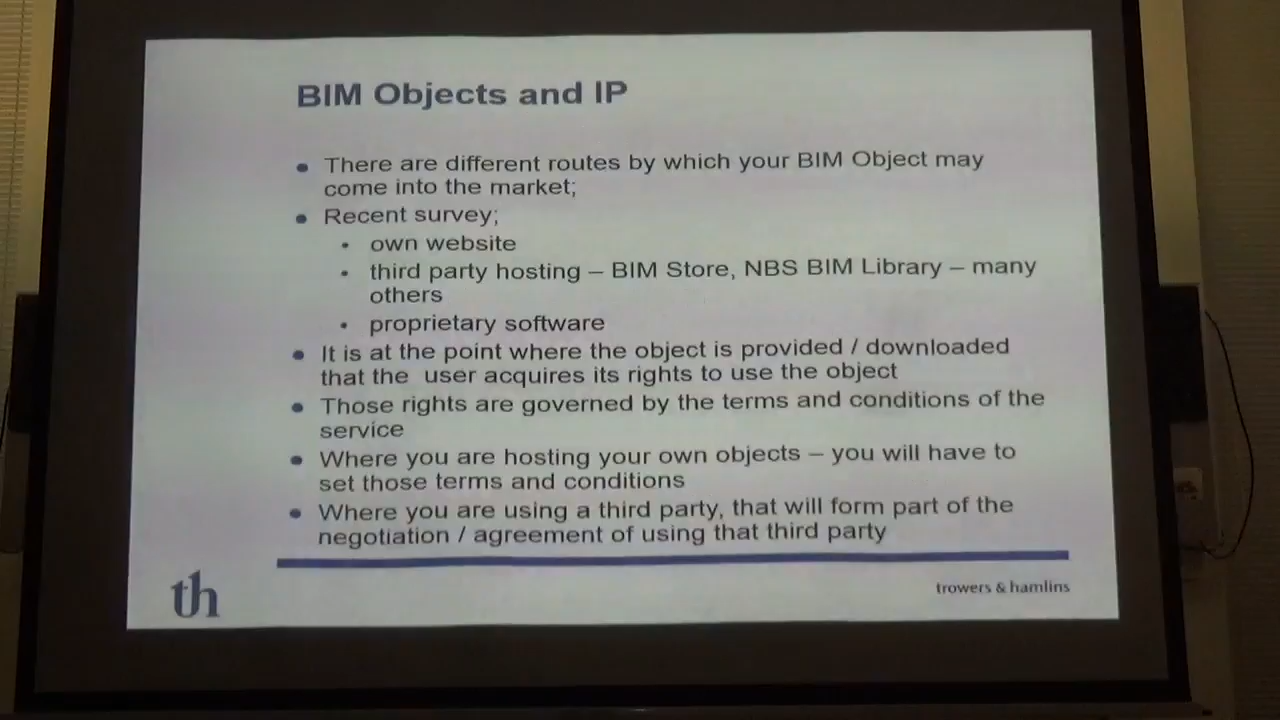 BIM Objects and IP
• There are different routes by which your BIM Object may
come into the market;
• Recent survey;
• own website
• third party hosting – BIM Store, NBS BIM Library – many
others
• proprietary software
• It is at the point where the object is provided / downloaded
that the user acquires its rights to use the object
• Those rights are governed by the terms and conditions of the
service
• Where you are hosting your own objects – you will have to
set those terms and conditions
• Where you are using a third party, that will form part of the
negotiation / agreement of using that third party
th
trowers & hamlins